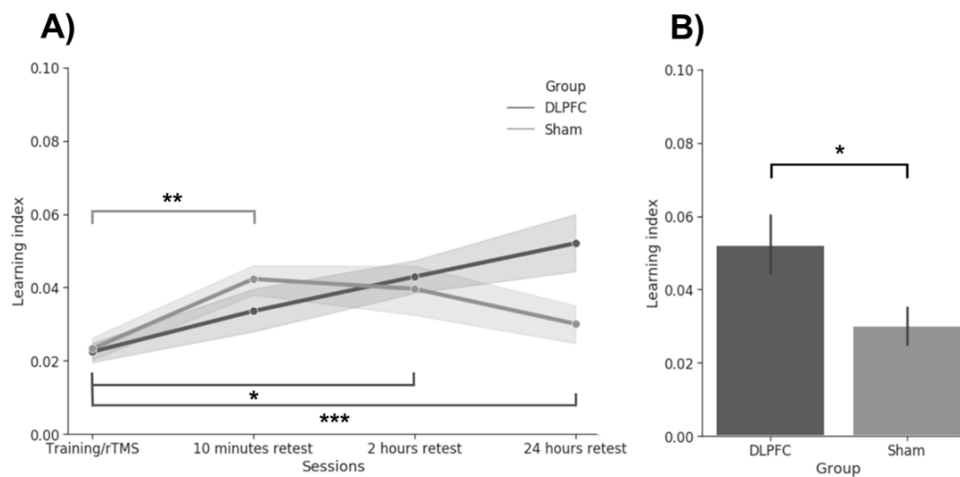 A)
0.10
0.08
0.06
0.04
0.02
0.00
Learning index
Group
DLPFC
Sham
**
*
***
Training/rTMS 10 minutes retest 2 hours retest 24 hours retest
Sessions
B)
0.10
0.08
0.06
0.04
0.02
0.00
Learning index
*
DLPFC Sham
Group